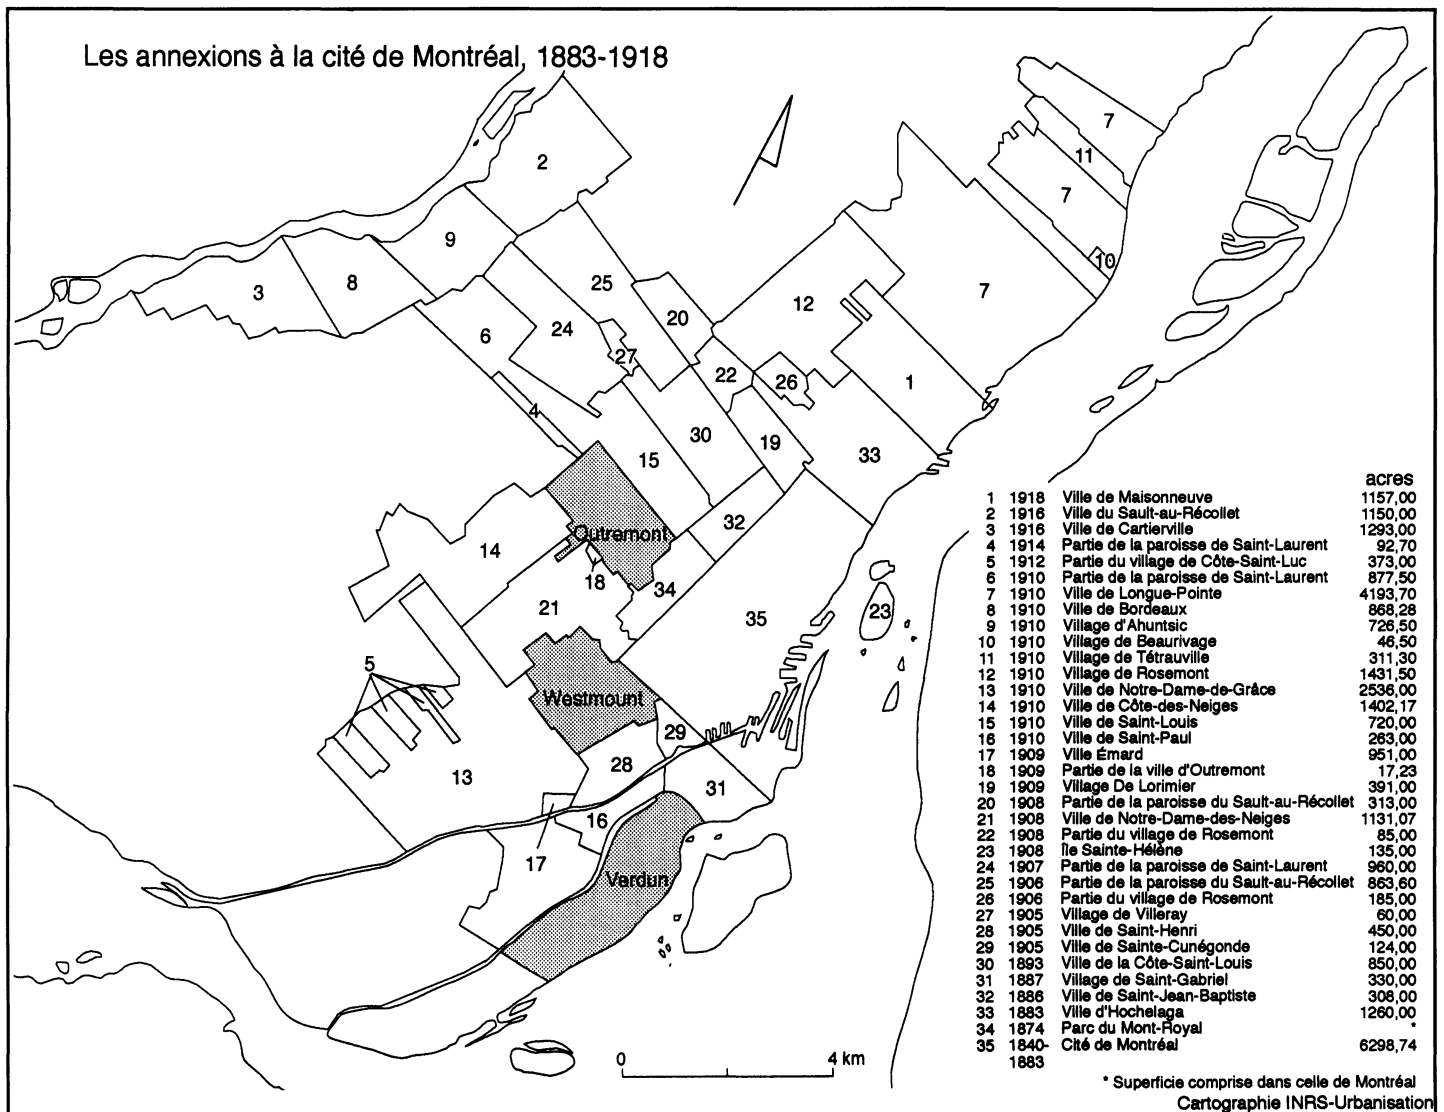 Les annexions à la cité de Montréal, 1883-1918
2
7
11
7
9
10
3
8
25
7
12
20
6
24
27
22
26
1
4
30
19
15
33
32
Outremont
14
18
34
21
35
23
5
Westmount
29
28
13
31
16
17
Verdun
acres
1 1918 Ville de Maisonneuve 1157,00
2 1916 Ville du Sault-au-Récollet 1150,00
3 1916 Ville de Cartierville 1293,00
4 1914 Partie de la paroisse de Saint-Laurent 92,70
5 1912 Partie du village de Côte-Saint-Luc 373,00
6 1910 Partie de la paroisse de Saint-Laurent 877,50
7 1910 Ville de Longue-Pointe 4193,70
8 1910 Ville de Bordeaux 868,28
9 1910 Village d'Ahuntsic 726,50
10 1910 Village de Beaurivage 46,50
11 1910 Village de Tétrauville 311,30
12 1910 Village de Rosemont 1431,50
13 1910 Ville de Notre-Dame-de-Grâce 2536,00
14 1910 Ville de Côte-des-Neiges 1402,17
15 1910 Ville de Saint-Louis 720,00
16 1910 Ville de Saint-Paul 263,00
17 1909 Ville Émard 951,00
18 1909 Partie de la ville d'Outremont 17,23
19 1909 Village De Lorimier 391,00
20 1908 Partie de la paroisse du Sault-au-Récollet 313,00
21 1908 Ville de Notre-Dame-des-Neiges 1131,07
22 1908 Partie du village de Rosemont 85,00
23 1908 Île Sainte-Hélène 135,00
24 1907 Partie de la paroisse de Saint-Laurent 960,00
25 1906 Partie de la paroisse du Sault-au-Récollet 863,60
26 1906 Partie du village de Rosemont 185,00
27 1905 Village de Villeray 60,00
28 1905 Ville de Saint-Henri 450,00
29 1905 Ville de Sainte-Cunégonde 124,00
30 1893 Ville de la Côte-Saint-Louis 850,00
31 1887 Village de Saint-Gabriel 330,00
32 1886 Ville de Saint-Jean-Baptiste 308,00
33 1883 Ville d'Hochelaga 1260,00
34 1874 Parc du Mont-Royal *
35 1840- Cité de Montréal 6298,74
1883
0 4 km
* Superficie comprise dans celle de Montréal
Cartographie INRS-Urbanisation